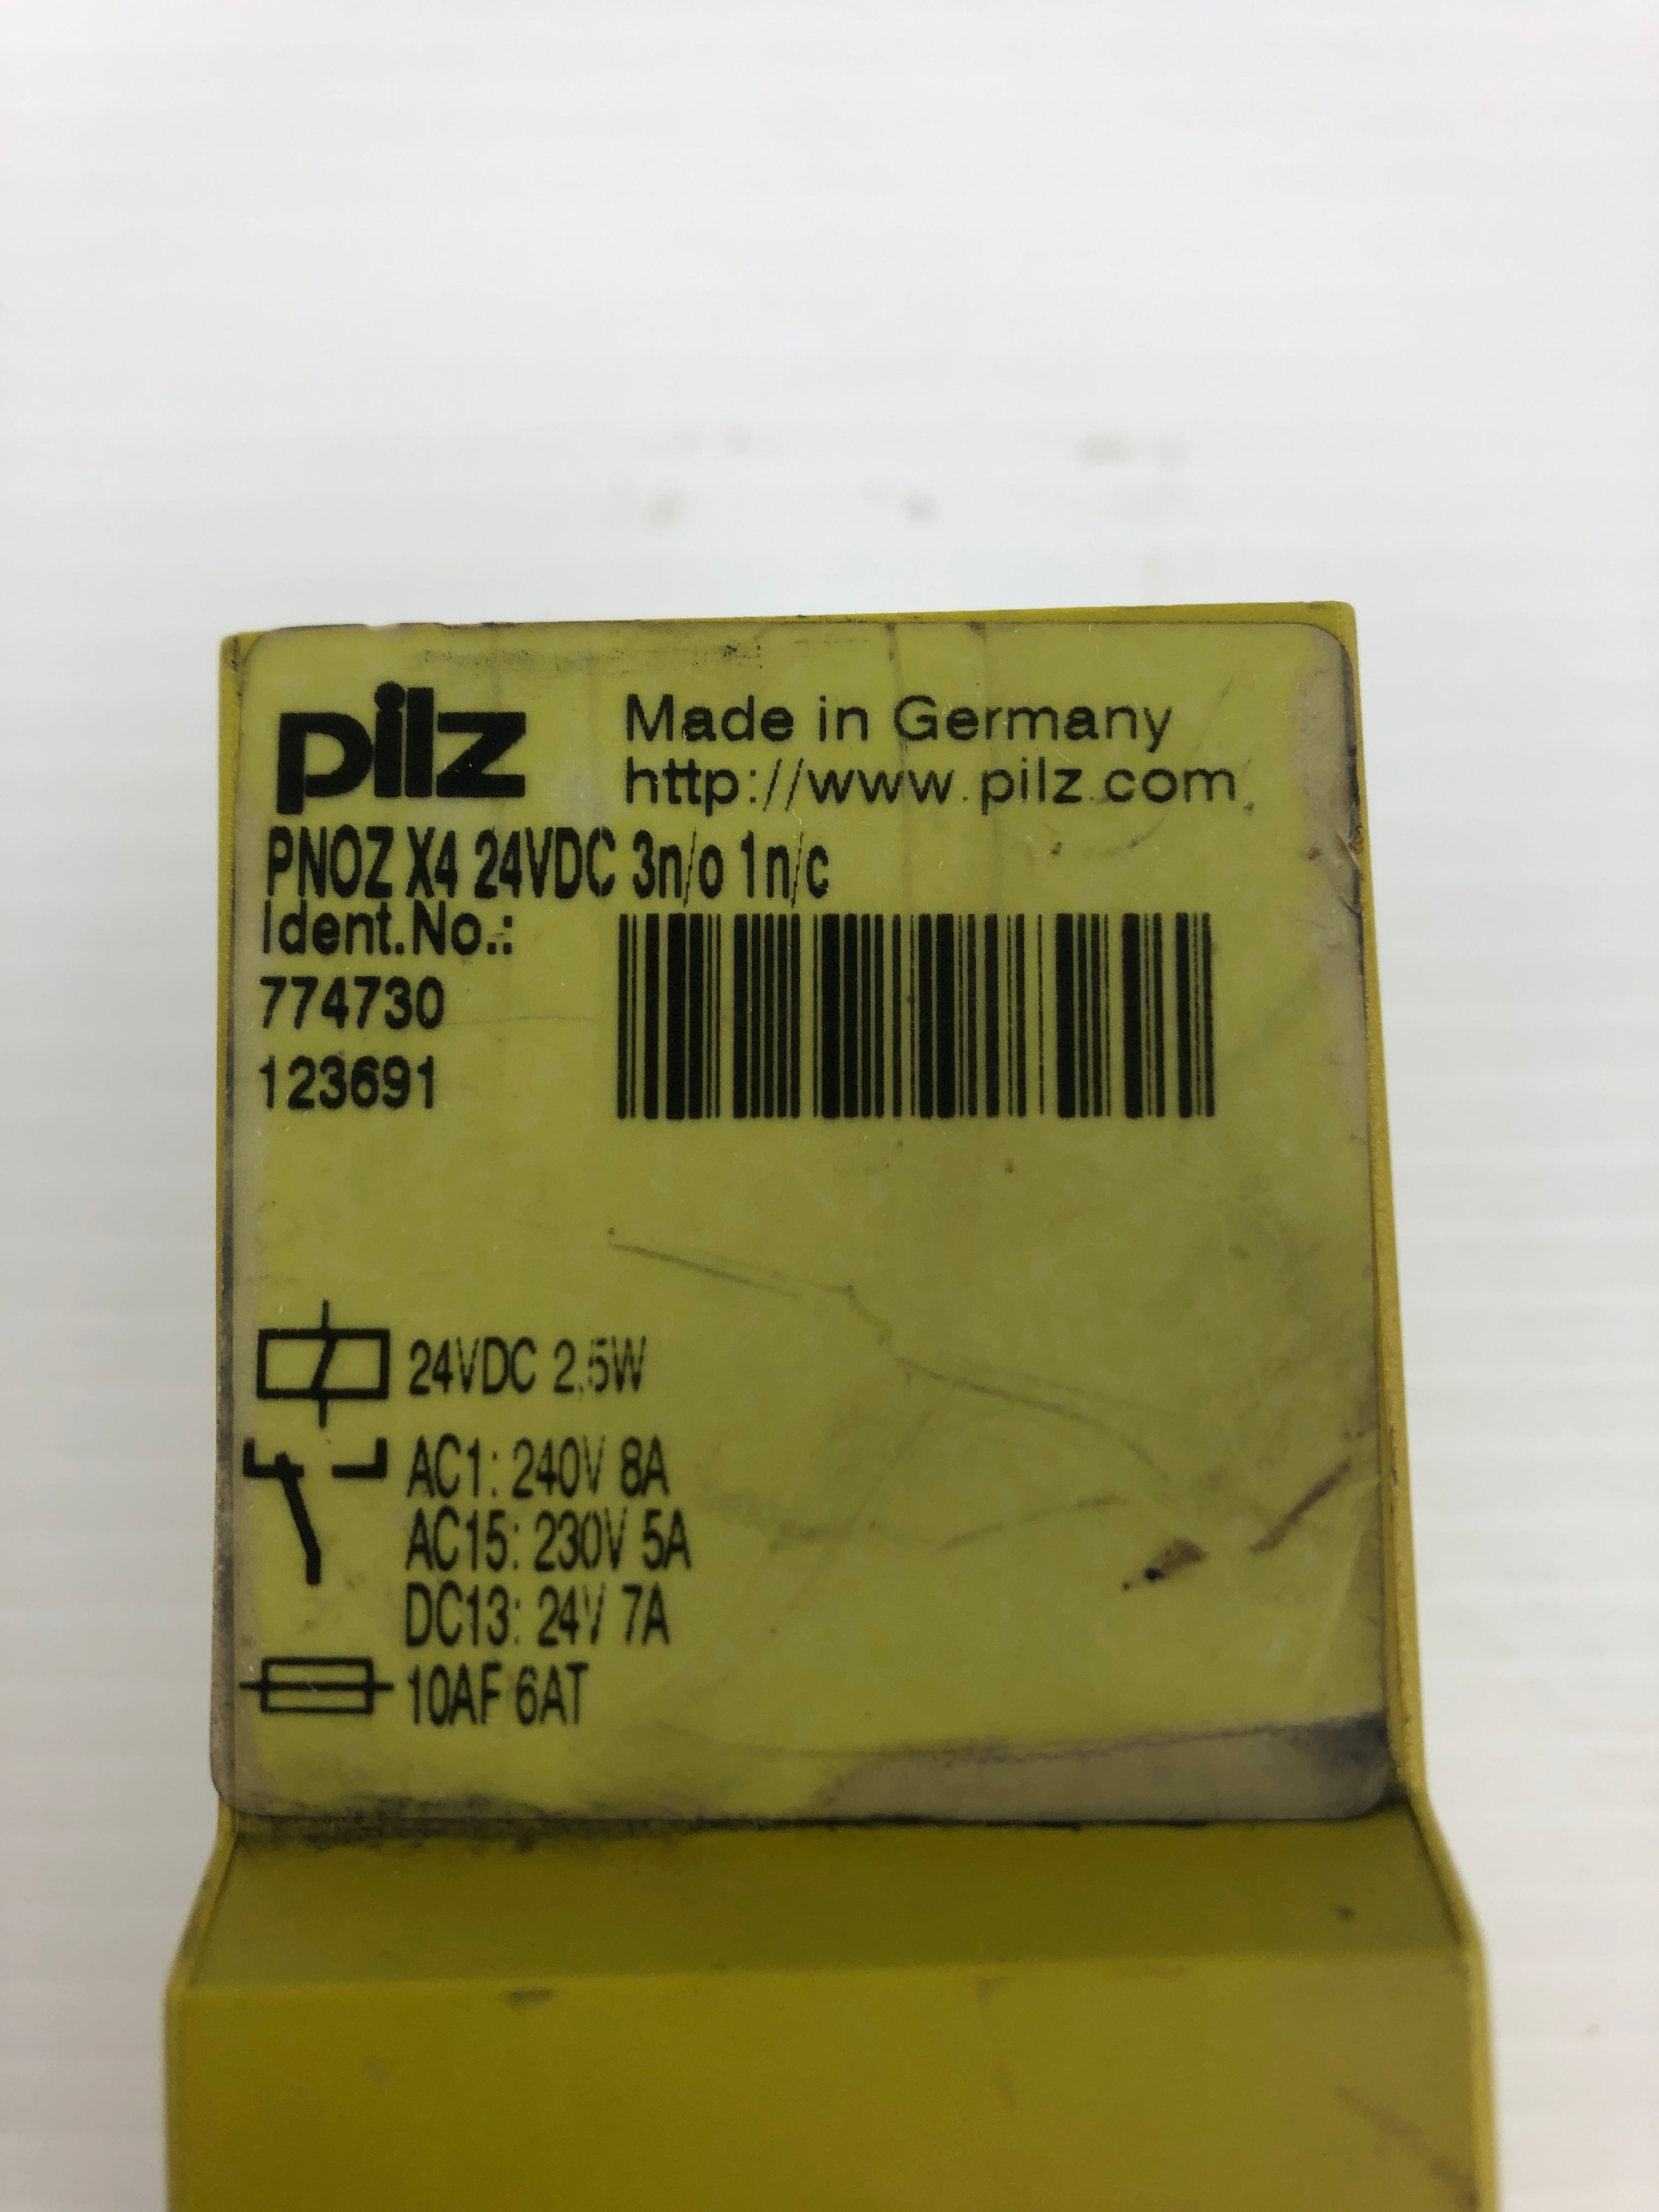 pilz
Made in Germany
http://www.pilz.com
PNOZ X4 24VDC 3n/o 1n/c
Ident.No.:
774730
123691
24VDC 2,5W
AC1: 240V 8A
AC15: 230V 5A
DC13: 24V 7A
10AF 6AT